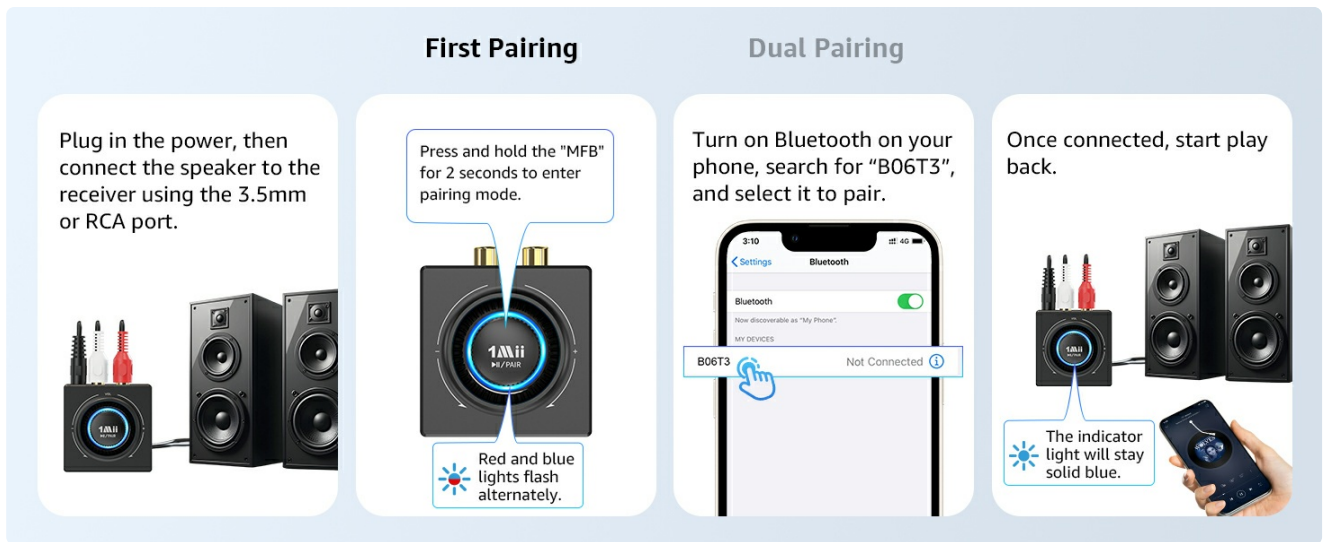 First Pairing
Dual Pairing
Plug in the power, then
connect the speaker to the
receiver using the 3.5mm
or RCA port.
1Mii
Press and hold the "MFB"
for 2 seconds to enter
pairing mode.
-
+
1Mii
⏯/PAIR
Red and blue
lights flash
alternately.
Turn on Bluetooth on your
phone, search for “B06T3”,
and select it to pair.
3:10
4G
Settings
Bluetooth
Bluetooth
Now discoverable as "My Phone".
MY DEVICES
B06T3
Not Connected
Once connected, start play
back.
1Mii
The indicator
light will stay
solid blue.